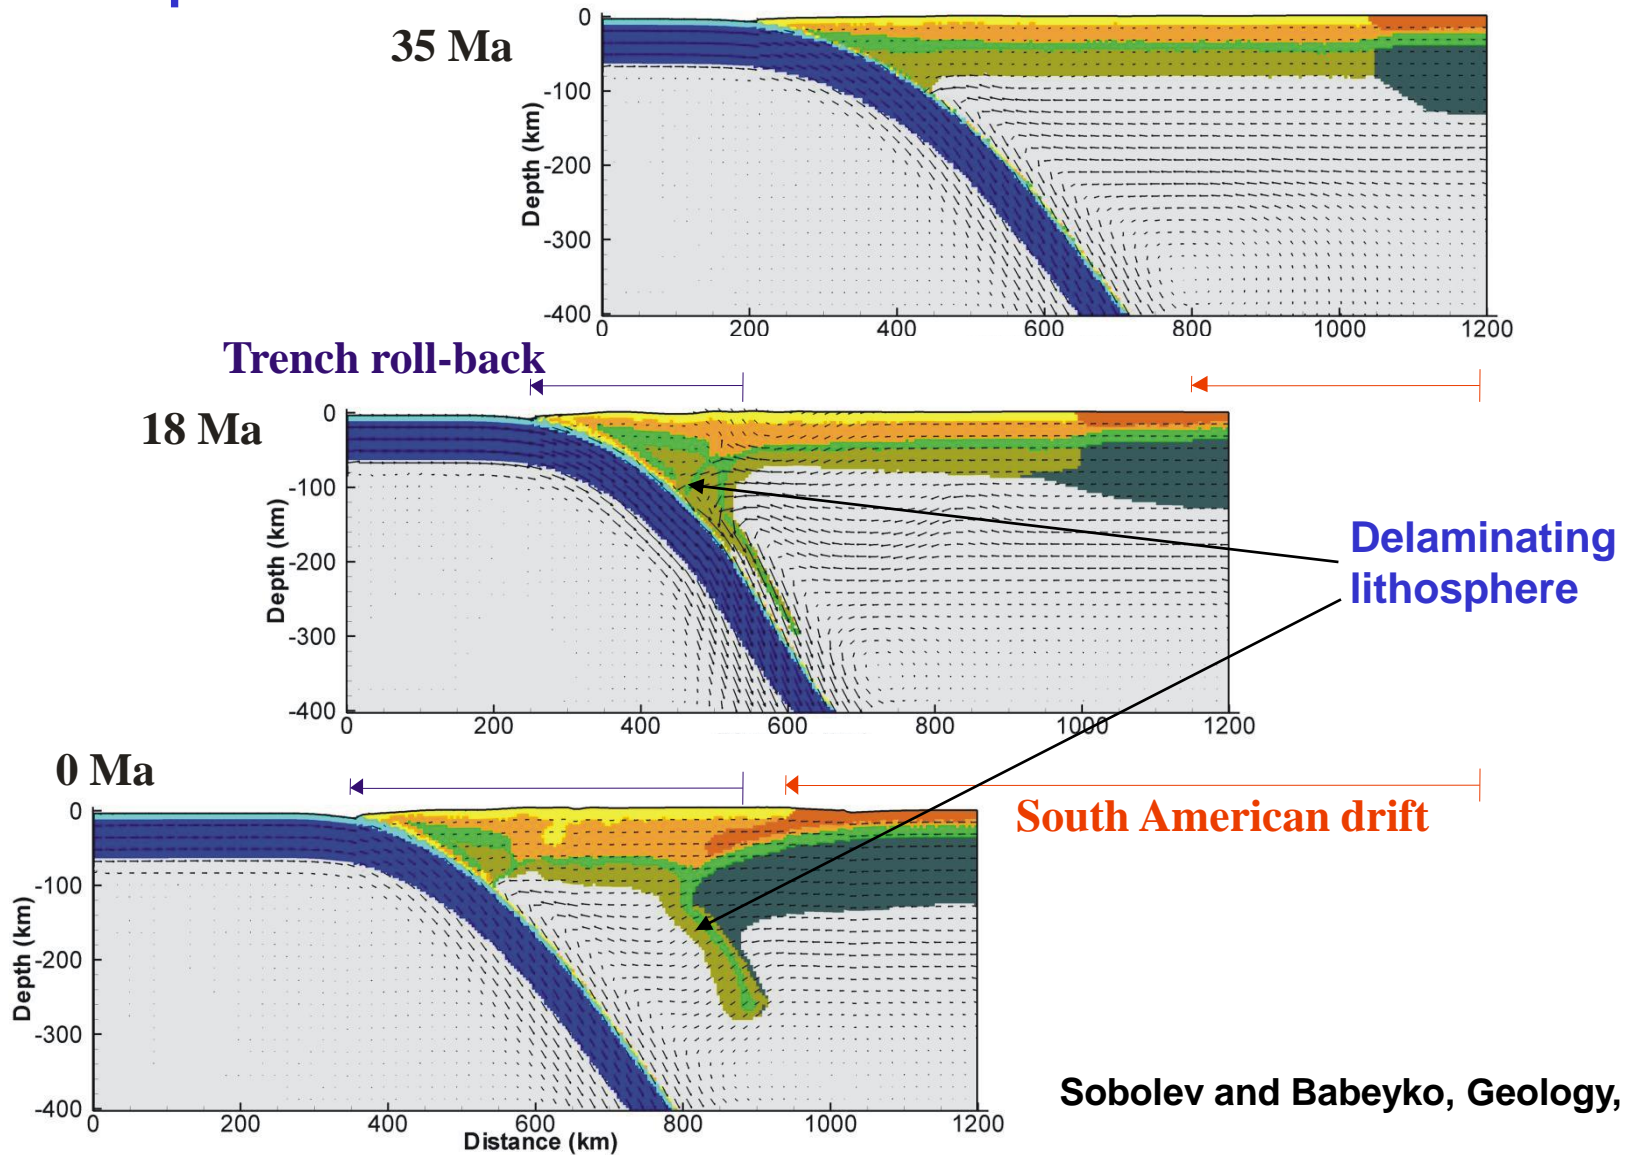 35 Ma
0
-100
-200
-300
-400
Depth (km)
0 200 400 600 800 1000 1200
Trench roll-back
18 Ma
0
-100
-200
-300
-400
Depth (km)
0 200 400 600 800 1000 1200
Delaminating
lithosphere
0 Ma
0
-100
-200
-300
-400
Depth (km)
0 200 400 600 800 1000 1200
Distance (km)
South American drift
Sobolev and Babeyko, Geology,